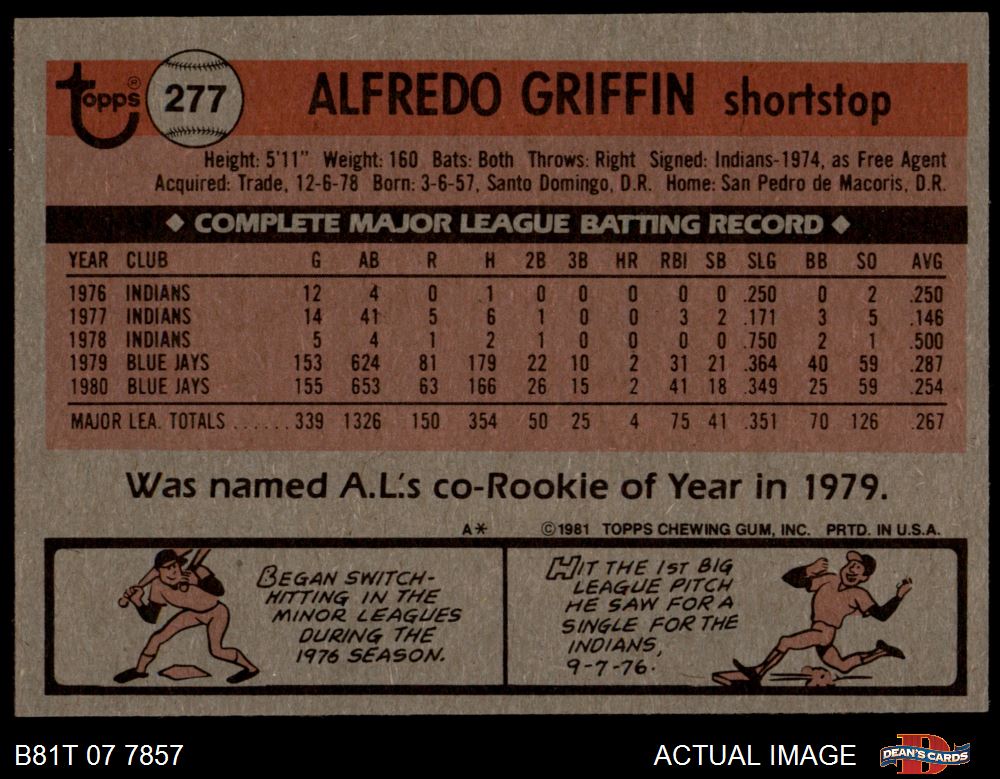 Topps® 277 ALFREDO GRIFFIN shortstop
Height: 5'11" Weight: 160 Bats: Both Throws: Right Signed: Indians-1974, as Free Agent
Acquired: Trade, 12-6-78 Born: 3-6-57, Santo Domingo, D.R. Home: San Pedro de Macoris, D.R.
◆ COMPLETE MAJOR LEAGUE BATTING RECORD ◆
YEAR CLUB G AB R H 2B 3B HR RBI SB SLG BB SO AVG
1976 INDIANS 12 4 0 1 0 0 0 0 0 .250 0 2 .250
1977 INDIANS 14 41 5 6 1 0 0 3 2 .171 3 5 .146
1978 INDIANS 5 4 1 2 1 0 0 0 0 .750 2 1 .500
1979 BLUE JAYS 153 624 81 179 22 10 2 31 21 .364 40 59 .287
1980 BLUE JAYS 155 653 63 166 26 15 2 41 18 .349 25 59 .254
MAJOR LEA. TOTALS ...... 339 1326 150 354 50 25 4 75 41 .351 70 126 .267
Was named A.L.'s co-Rookie of Year in 1979.
A* ©1981 TOPPS CHEWING GUM, INC. PRTD. IN U.S.A.
BEGAN SWITCH-
HITTING IN THE
MINOR LEAGUES
DURING THE
1976 SEASON.
HIT THE 1ST BIG
LEAGUE PITCH
HE SAW FOR A
SINGLE FOR THE
INDIANS,
9-7-76.
B81T 07 7857 ACTUAL IMAGE DEAN'S CARDS